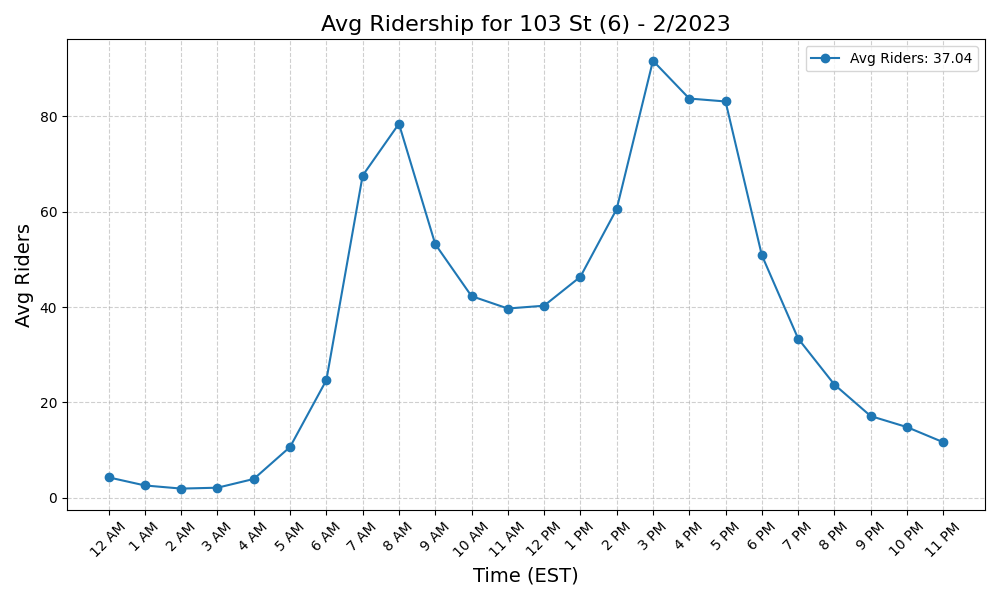 Avg Ridership for 103 St (6) - 2/2023
Avg Riders: 37.04
Avg Riders
80
60
40
20
0
12 AM
1 AM
2 AM
3 AM
4 AM
5 AM
6 AM
7 AM
8 AM
9 AM
10 AM
11 AM
12 PM
1 PM
2 PM
3 PM
4 PM
5 PM
6 PM
7 PM
8 PM
9 PM
10 PM
11 PM
Time (EST)